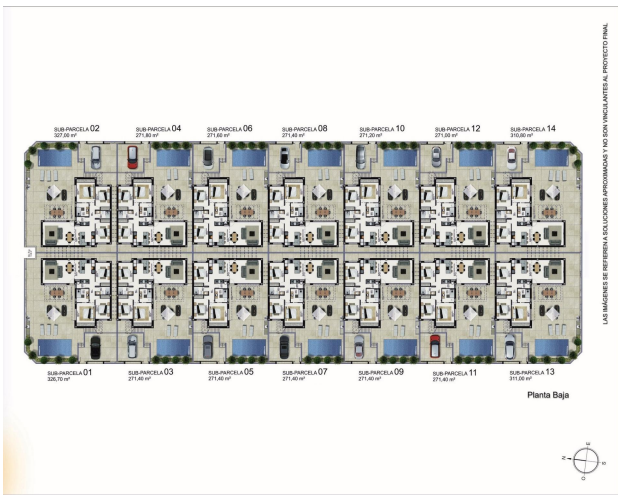 SUB-PARCELA 02
327,00 m²
SUB-PARCELA 04
271,80 m²
SUB-PARCELA 06
271,60 m²
SUB-PARCELA 08
271,40 m²
SUB-PARCELA 10
271,20 m²
SUB-PARCELA 12
271,00 m²
SUB-PARCELA 14
310,80 m²
SUB-PARCELA 01
326,70 m²
SUB-PARCELA 03
271,40 m²
SUB-PARCELA 05
271,40 m²
SUB-PARCELA 07
271,40 m²
SUB-PARCELA 09
271,40 m²
SUB-PARCELA 11
271,40 m²
SUB-PARCELA 13
311,00 m²
Planta Baja
LAS IMÁGENES SE REFIEREN A SOLUCIONES APROXIMADAS Y NO SON VINCULANTES AL PROYECTO FINAL
N
E
S
O